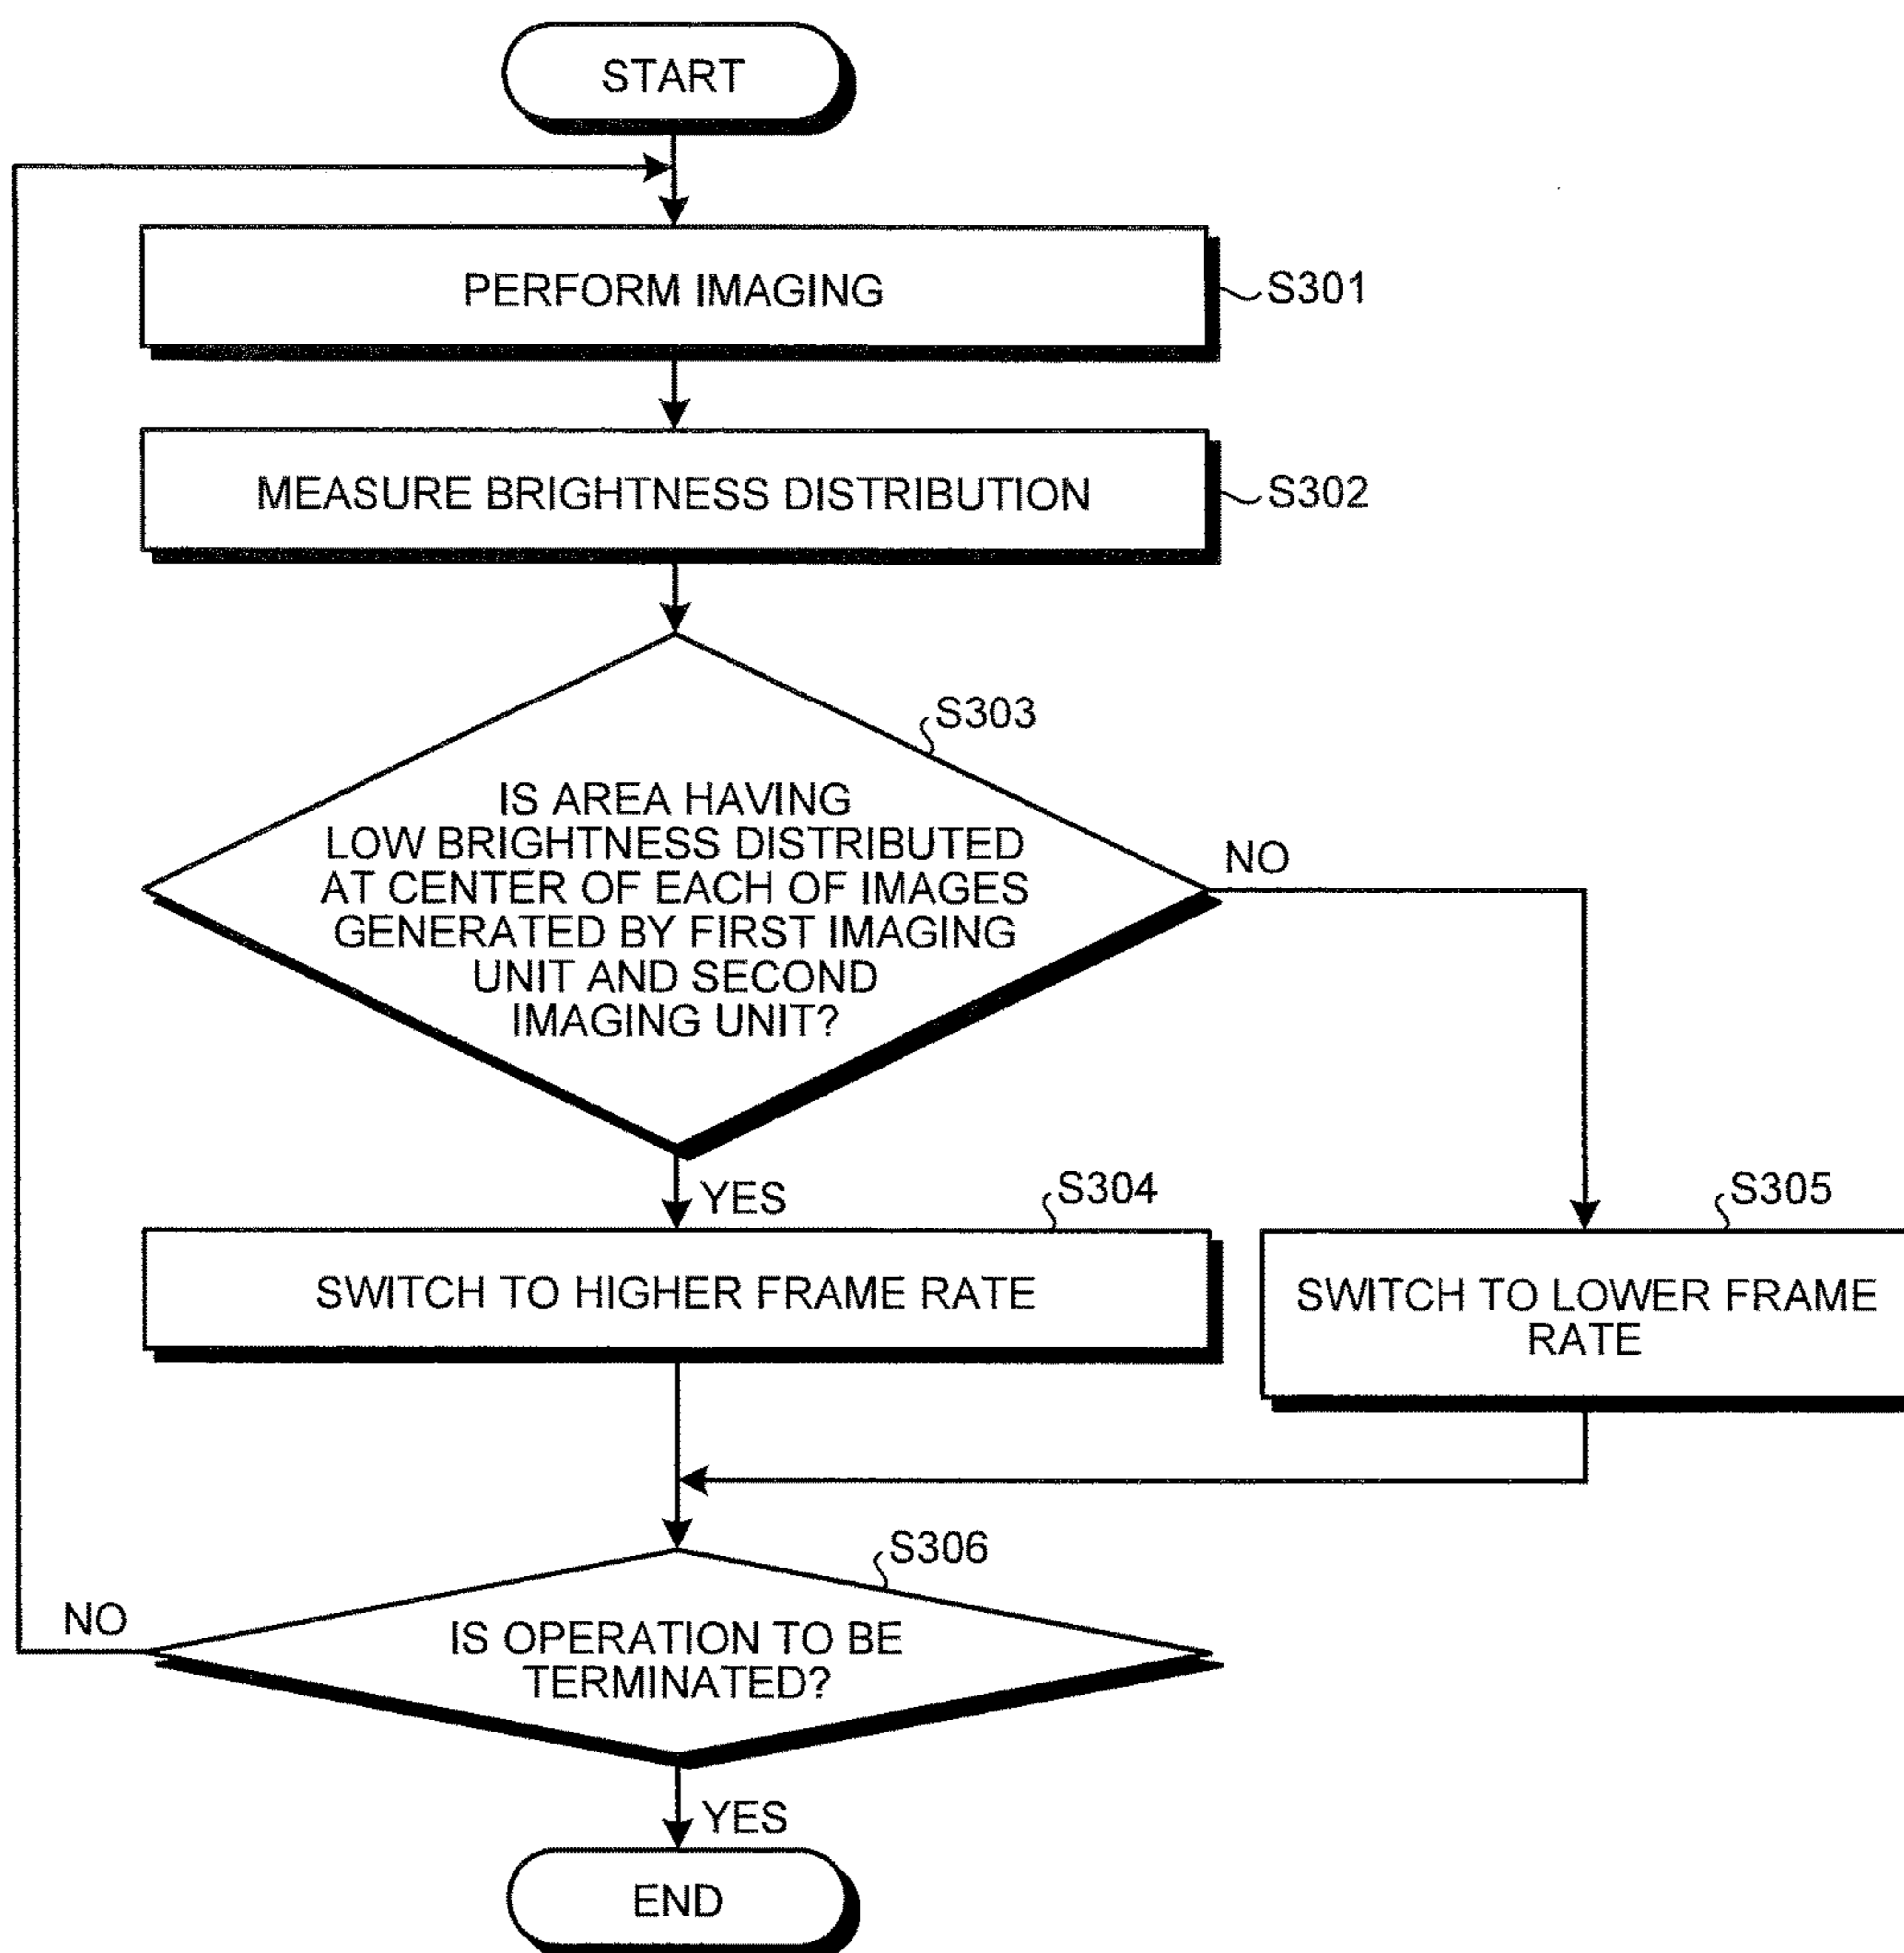 START
PERFORM IMAGING
S301
MEASURE BRIGHTNESS DISTRIBUTION
S302
S303
IS AREA HAVING
LOW BRIGHTNESS DISTRIBUTED
AT CENTER OF EACH OF IMAGES
GENERATED BY FIRST IMAGING
UNIT AND SECOND
IMAGING UNIT?
NO
YES
S304
SWITCH TO HIGHER FRAME RATE
S305
SWITCH TO LOWER FRAME
RATE
S306
NO
IS OPERATION TO BE
TERMINATED?
YES
END